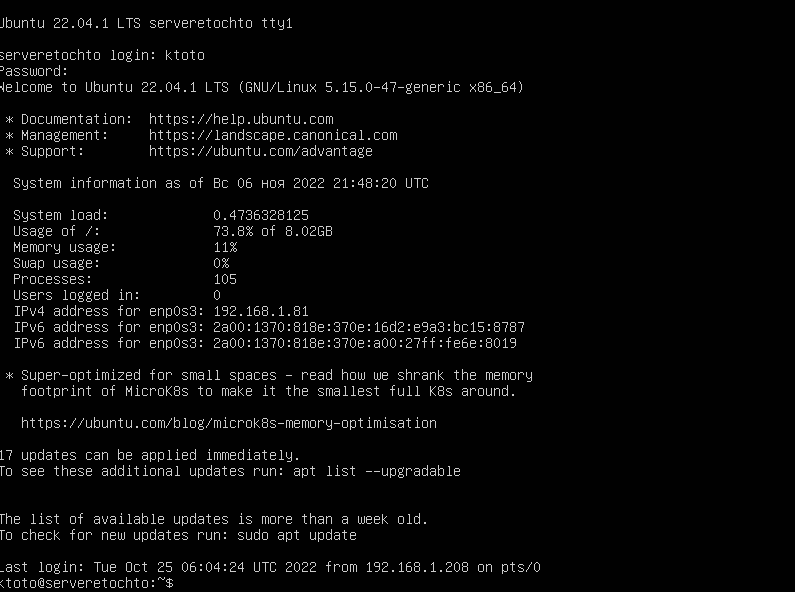 Ubuntu 22.04.1 LTS serveretochto tty1
serveretochto login: ktoto
Password:
Welcome to Ubuntu 22.04.1 LTS (GNU/Linux 5.15.0-47-generic x86_64)
* Documentation:  https://help.ubuntu.com
* Management:     https://landscape.canonical.com
* Support:        https://ubuntu.com/advantage
System information as of Вс 06 ноя 2022 21:48:20 UTC
System load:             0.4736328125
Usage of /:              73.8% of 8.02GB
Memory usage:            11%
Swap usage:              0%
Processes:               105
Users logged in:         0
IPv4 address for enp0s3: 192.168.1.81
IPv6 address for enp0s3: 2a00:1370:818e:370e:16d2:e9a3:bc15:8787
IPv6 address for enp0s3: 2a00:1370:818e:370e:a00:27ff:fe6e:8019
* Super-optimized for small spaces - read how we shrank the memory
footprint of MicroK8s to make it the smallest full K8s around.
https://ubuntu.com/blog/microk8s-memory-optimisation
17 updates can be applied immediately.
To see these additional updates run: apt list --upgradable
The list of available updates is more than a week old.
To check for new updates run: sudo apt update
Last login: Tue Oct 25 06:04:24 UTC 2022 from 192.168.1.208 on pts/0
ktoto@serveretochto:~$